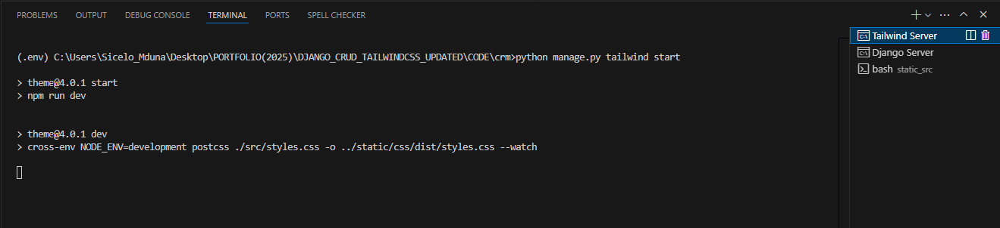 PROBLEMS OUTPUT DEBUG CONSOLE TERMINAL PORTS SPELL CHECKER
Tailwind Server
Django Server
bash static_src
(.env) C:\Users\Sicelo_Mduna\Desktop\PORTFOLIO(2025)\DJANGO_CRUD_TAILWINDCSS_UPDATED\CODE\crm>python manage.py tailwind start
> theme@4.0.1 start
> npm run dev
> theme@4.0.1 dev
> cross-env NODE_ENV=development postcss ./src/styles.css -o ../static/css/dist/styles.css --watch